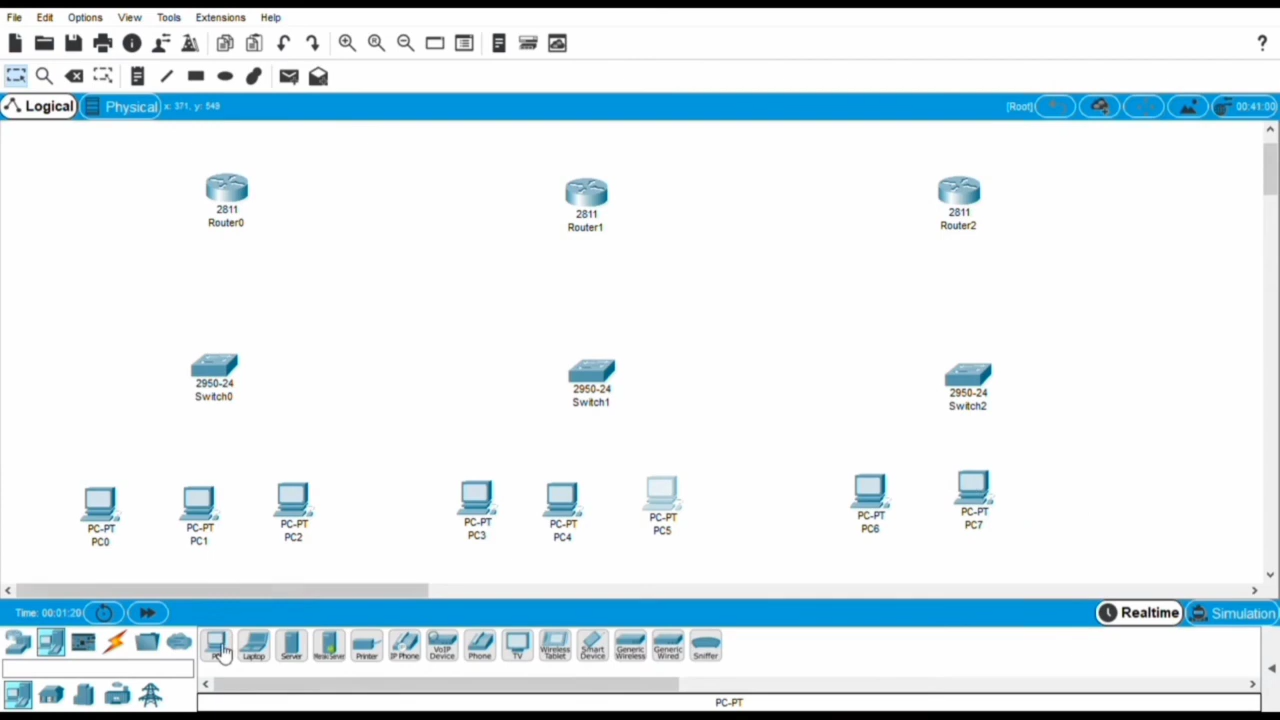 File Edit Options View Tools Extensions Help
?
Logical Physical x: 371, y: 549 [Root] 00:41:00
2811
Router0
2811
Router1
2811
Router2
2950-24
Switch0
2950-24
Switch1
2950-24
Switch2
PC-PT
PC0
PC-PT
PC1
PC-PT
PC2
PC-PT
PC3
PC-PT
PC4
PC-PT
PC5
PC-PT
PC6
PC-PT
PC7
Time: 00:01:20 Realtime Simulation
Laptop Server Printer IP Phone VoIP Device Phone TV Wireless Tablet Smart Device Generic Wireless Generic Wired Sniffer
PC-PT